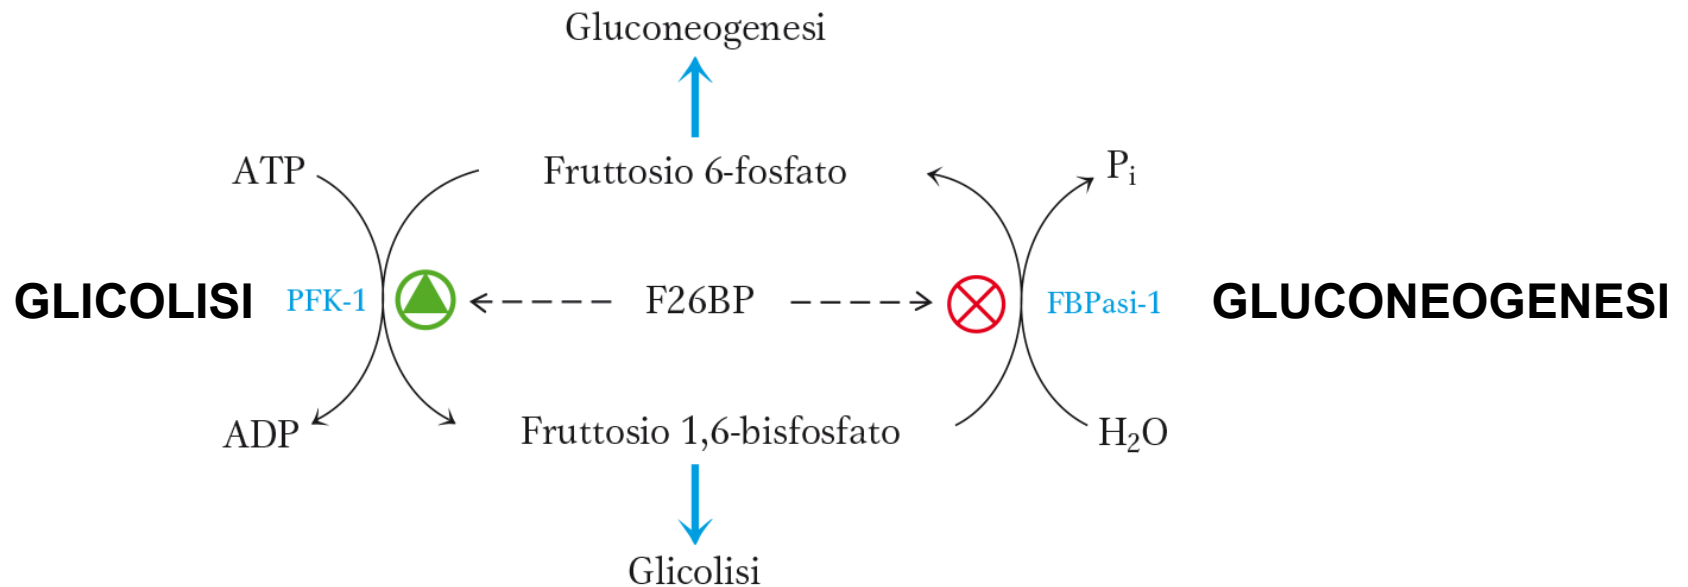 Gluconeogenesi
ATP
Fruttosio 6-fosfato
Pi
GLICOLISI
PFK-1
F26BP
FBPasi-1
GLUCONEOGENESI
ADP
Fruttosio 1,6-bisfosfato
H2O
Glicolisi